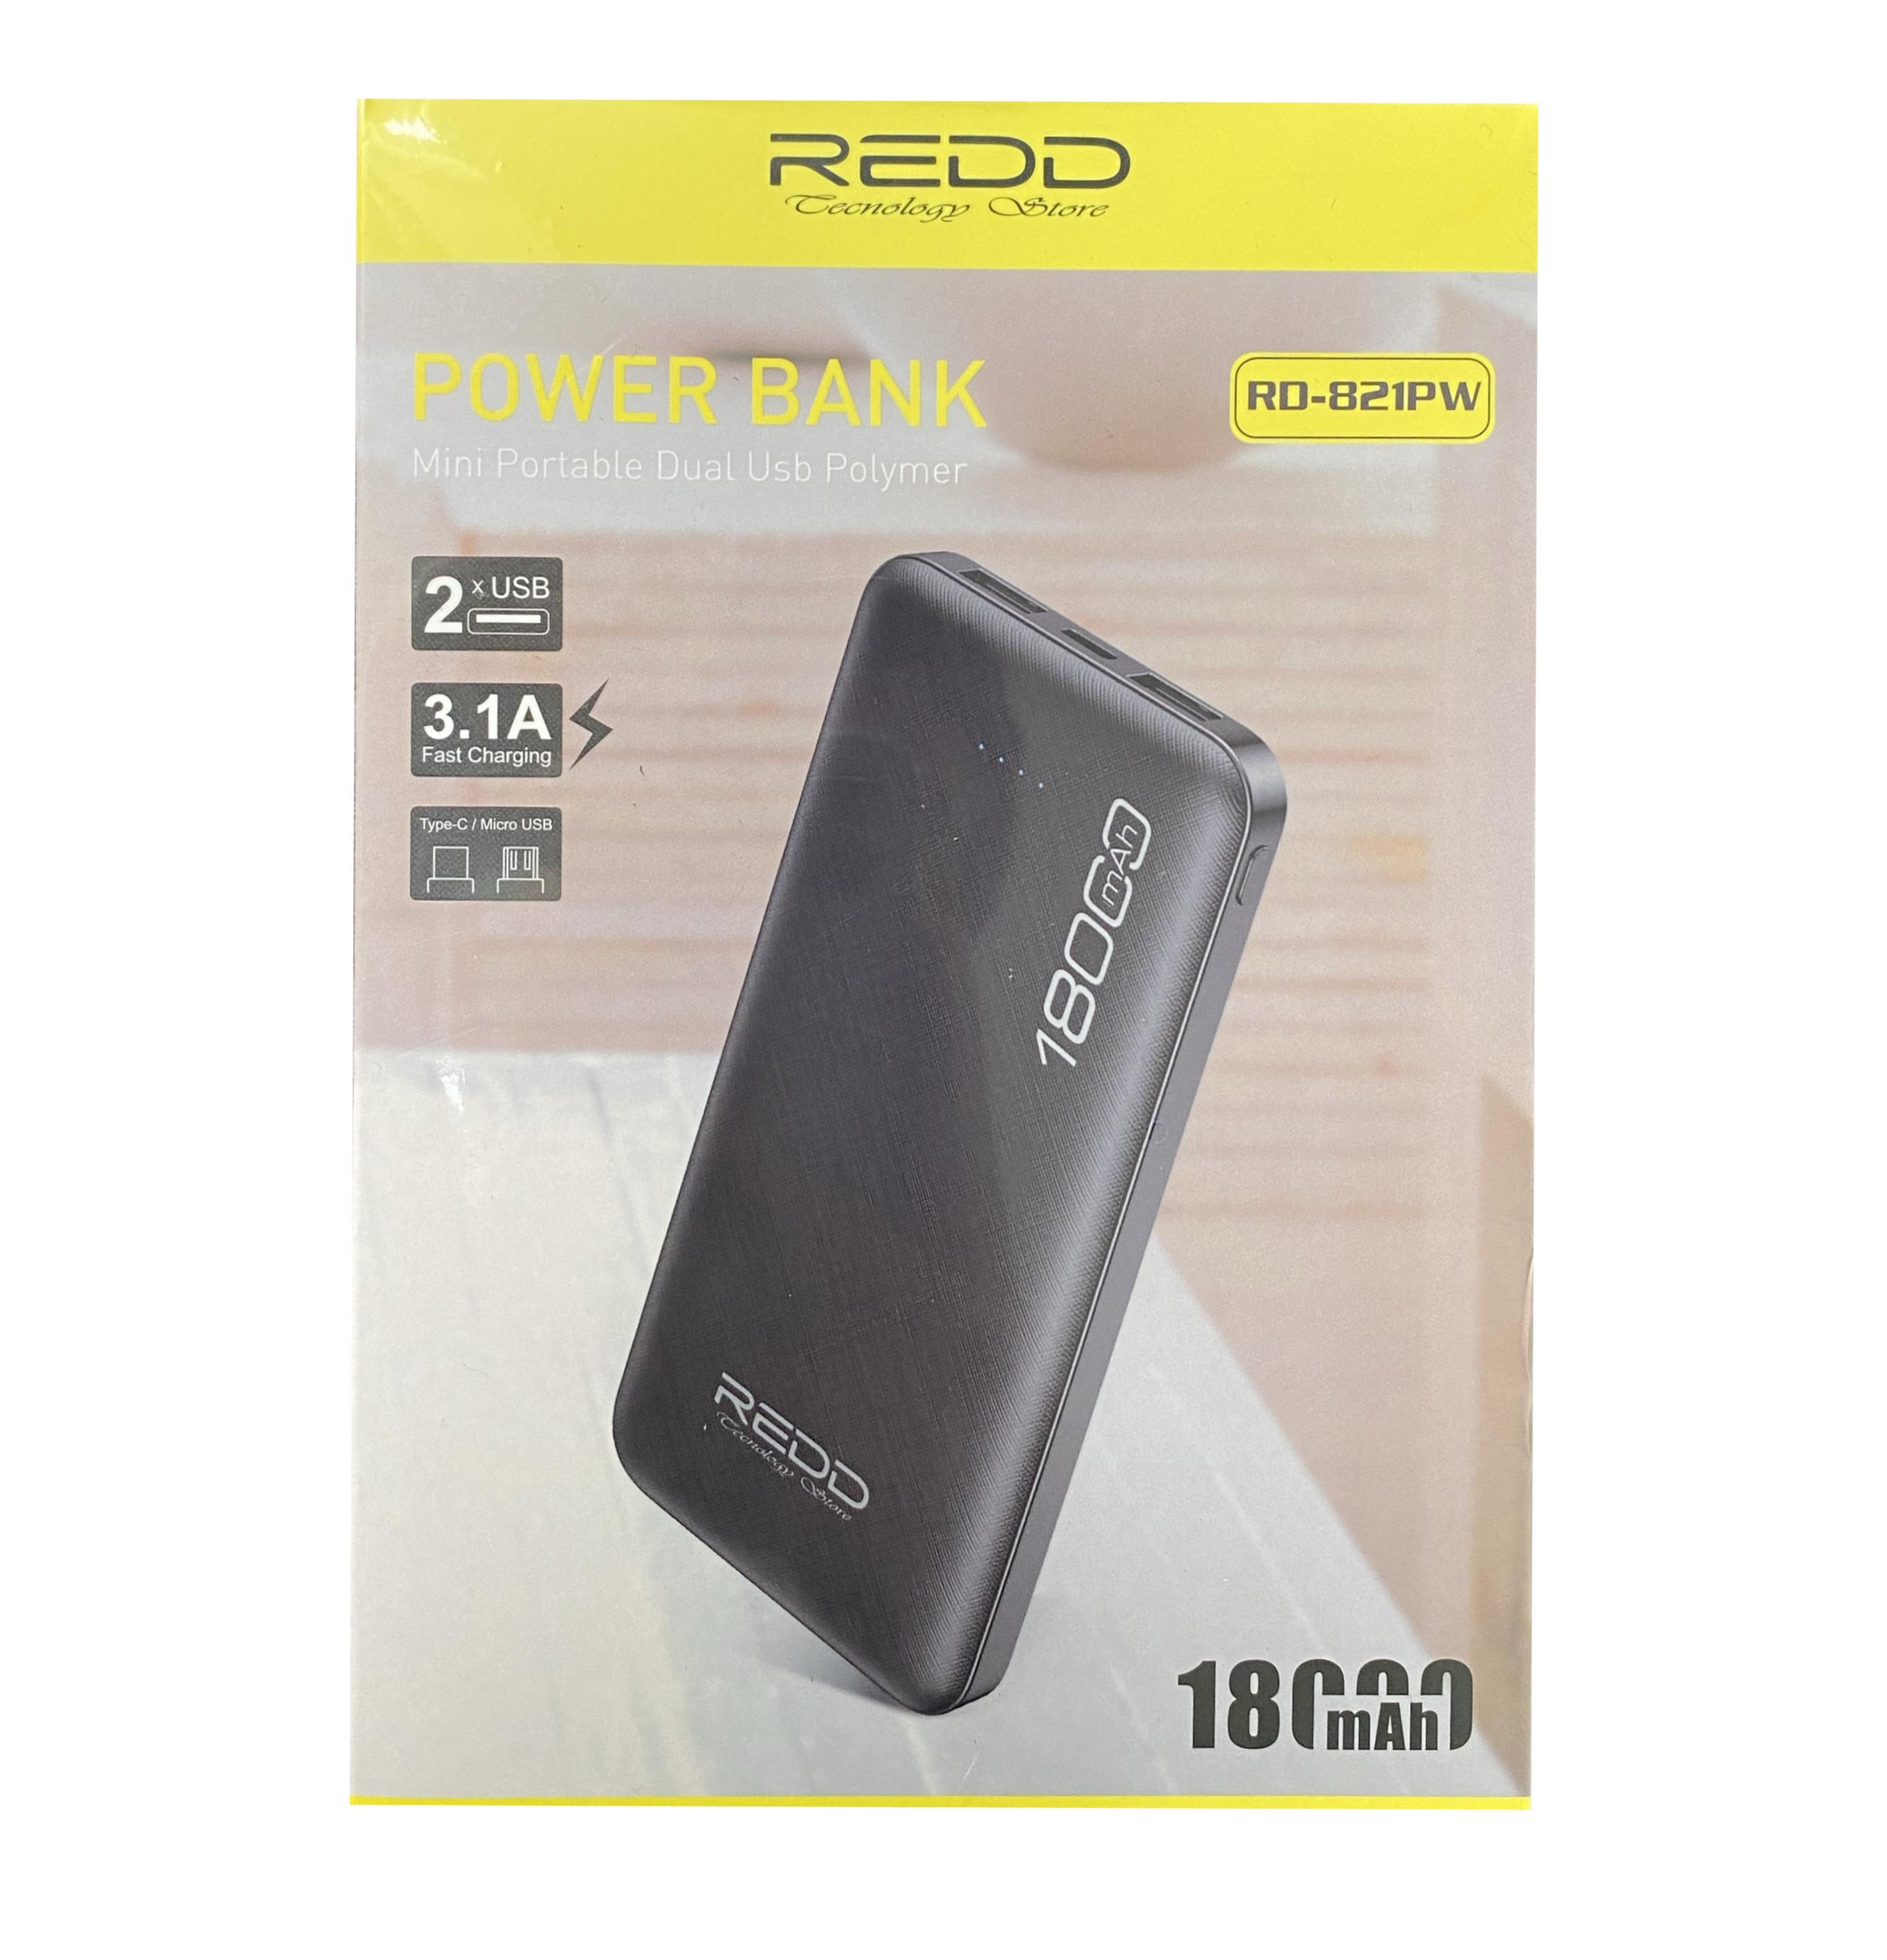 REDD
Tecnology Store
POWER BANK
RD-821PW
Mini Portable Dual Usb Polymer
2 x USB
3.1A
Fast Charging
Type-C / Micro USB
18000 mAh
REDD
Tecnology Store
18000 mAh